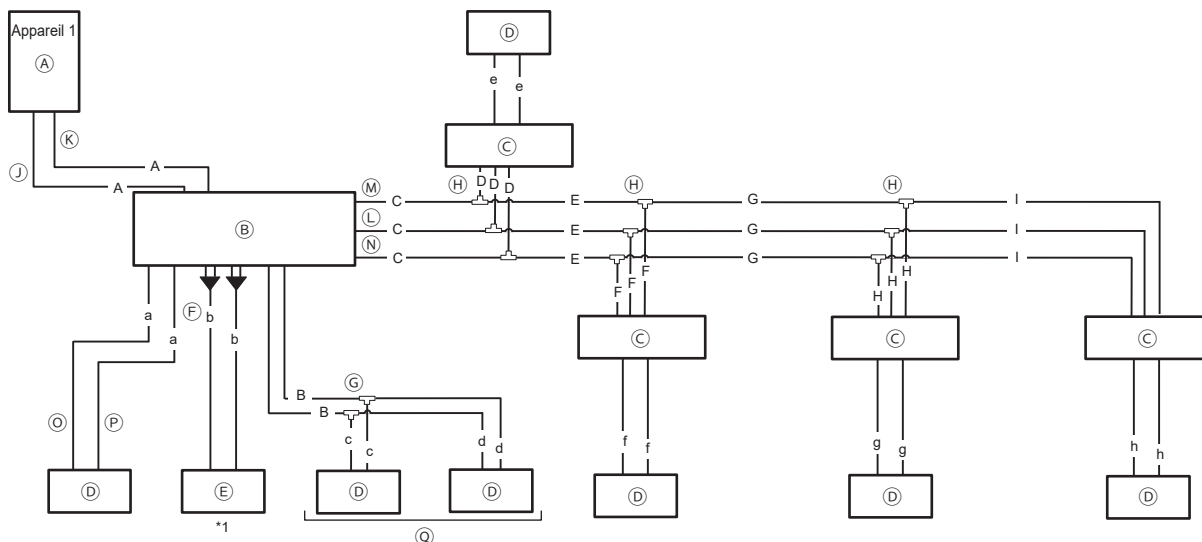 Appareil 1
Ⓐ
Ⓓ
e e
Ⓚ
Ⓒ
Ⓙ
A
A
Ⓜ C Ⓗ D D D E Ⓗ G Ⓗ I
Ⓑ
Ⓛ C E G I
Ⓝ C E G I
F F F
H H H
a a Ⓕ b b
Ⓒ Ⓒ Ⓒ
B Ⓖ
B
Ⓞ Ⓟ
c c d d
f f
g g
h h
Ⓓ Ⓔ Ⓓ Ⓓ Ⓓ Ⓓ Ⓓ
*1
Ⓠ